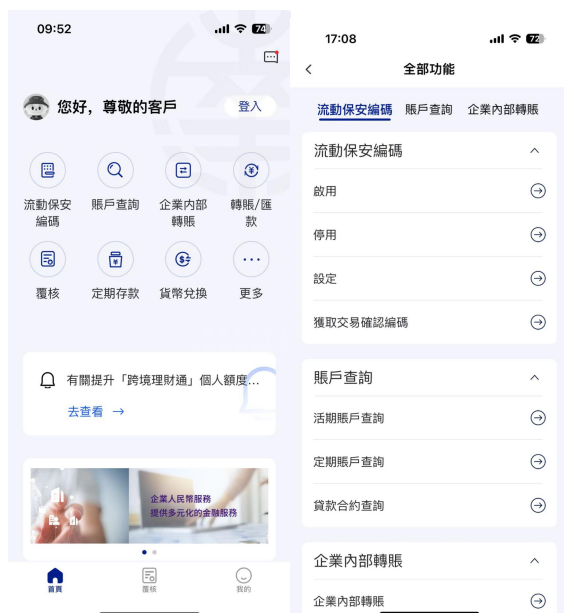 09:52
74
您好，尊敬的客戶
登入
流動保安
編碼
賬戶查詢
企業內部
轉賬
轉賬/匯
款
覆核
定期存款
貨幣兌換
更多
有關提升「跨境理財通」個人額度...
去查看 →
企業人民幣服務
提供多元化的金融服務
首頁
覆核
我的
17:08
72
全部功能
流動保安編碼
賬戶查詢
企業內部轉賬
流動保安編碼
啟用
停用
設定
獲取交易確認編碼
賬戶查詢
活期賬戶查詢
定期賬戶查詢
貸款合約查詢
企業內部轉賬
企業內部轉賬